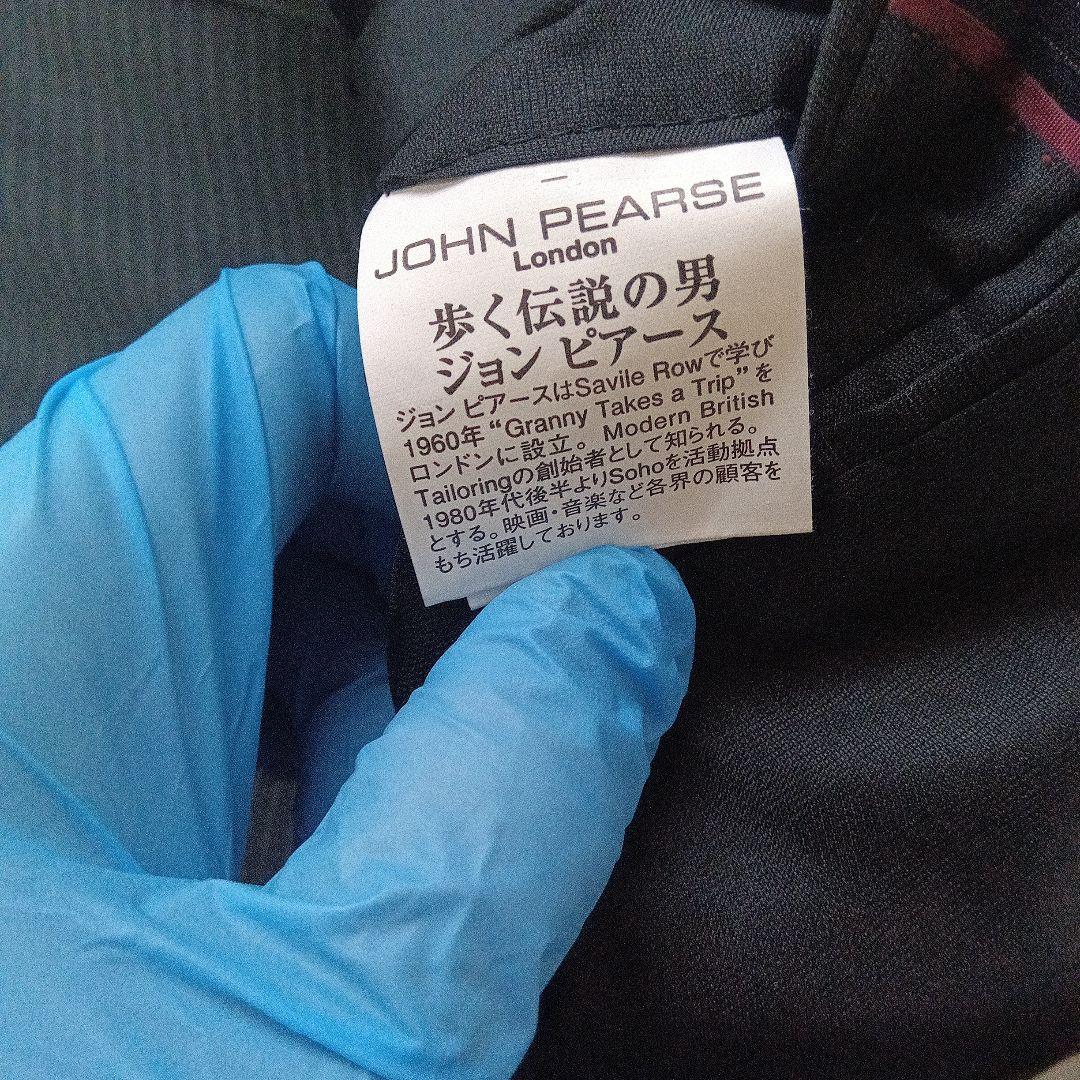 JOHN PEARSE
London
歩く伝説の男
ジョン ピアース
ジョン ピアースはSavile Rowで学び
1960年“Granny Takes a Trip”を
ロンドンに設立。Modern British
Tailoringの創始者として知られる。
1980年代後半よりSohoを活動拠点
とする。映画・音楽など各界の顧客を
もち活躍しております。